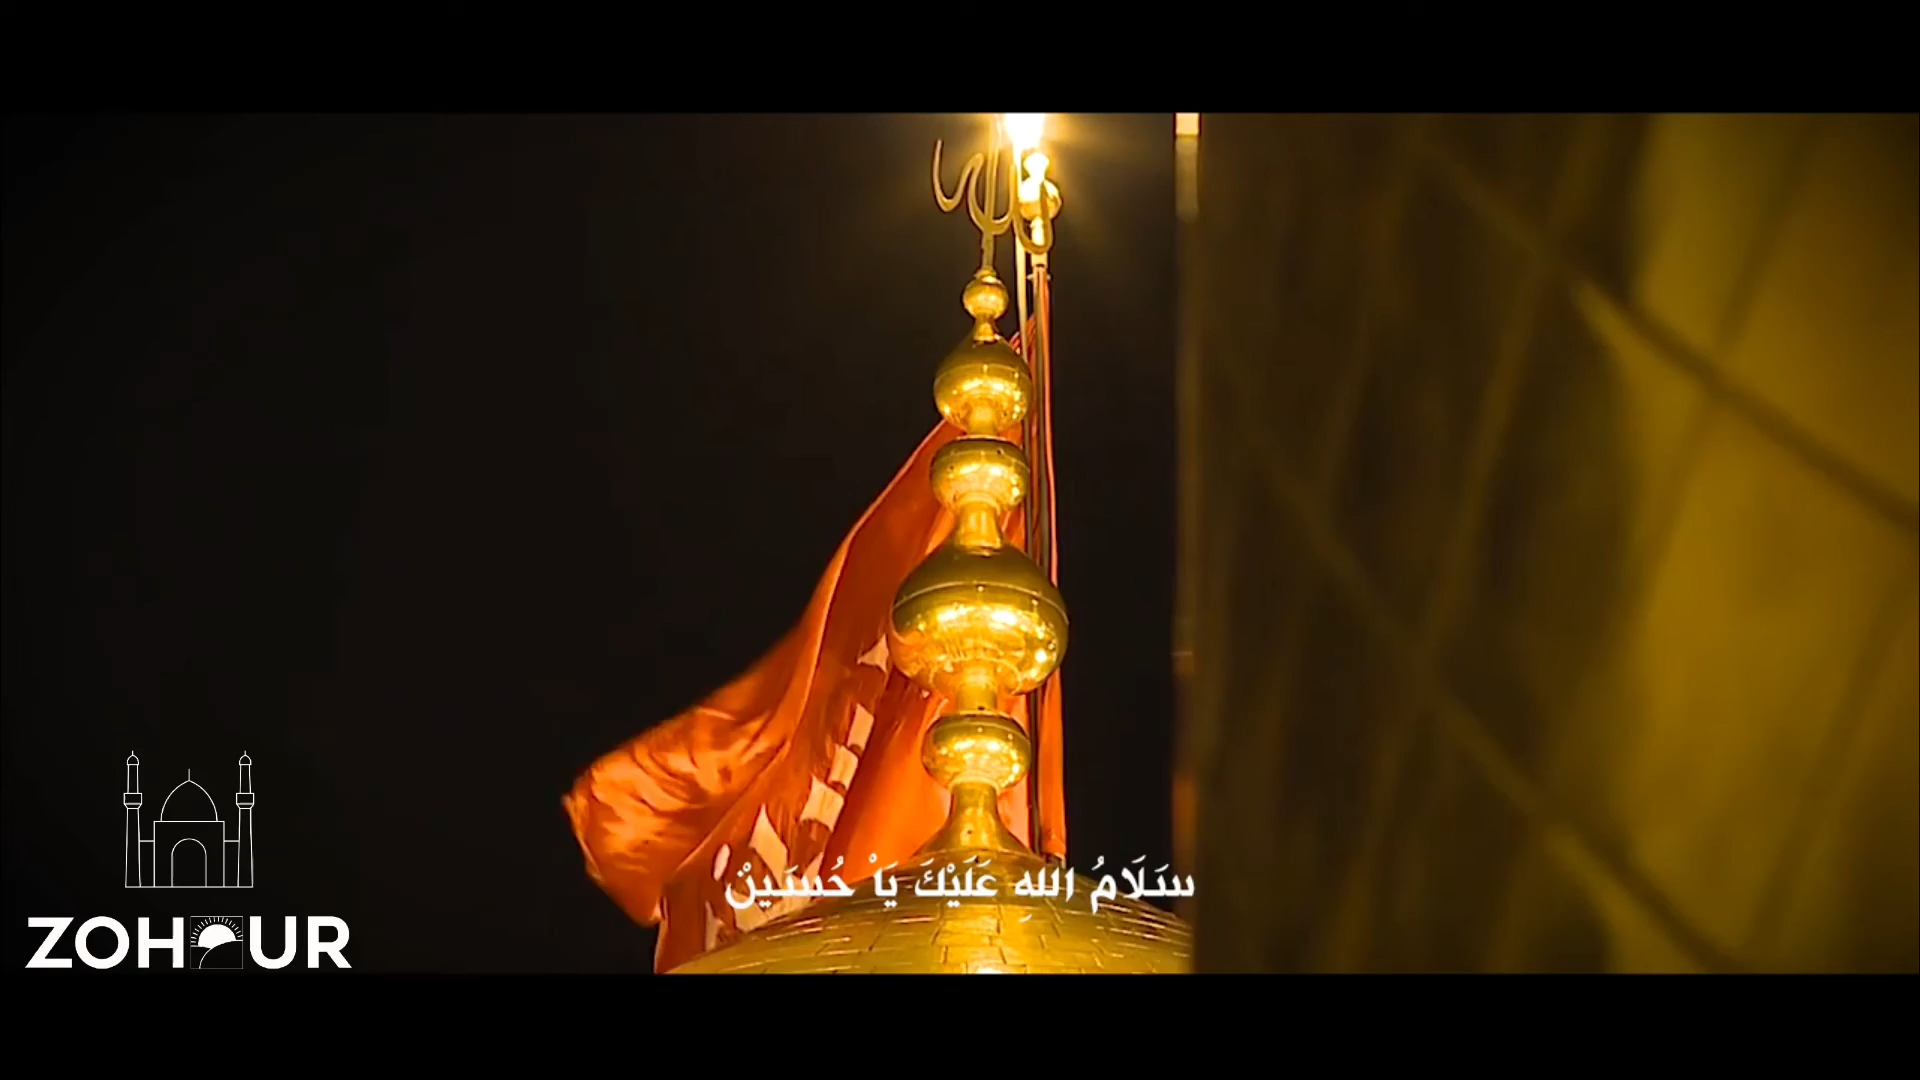 سَلَامُ اللهِ عَلَيْكَ يَاْ حُسَيِنْ
ZOHOUR